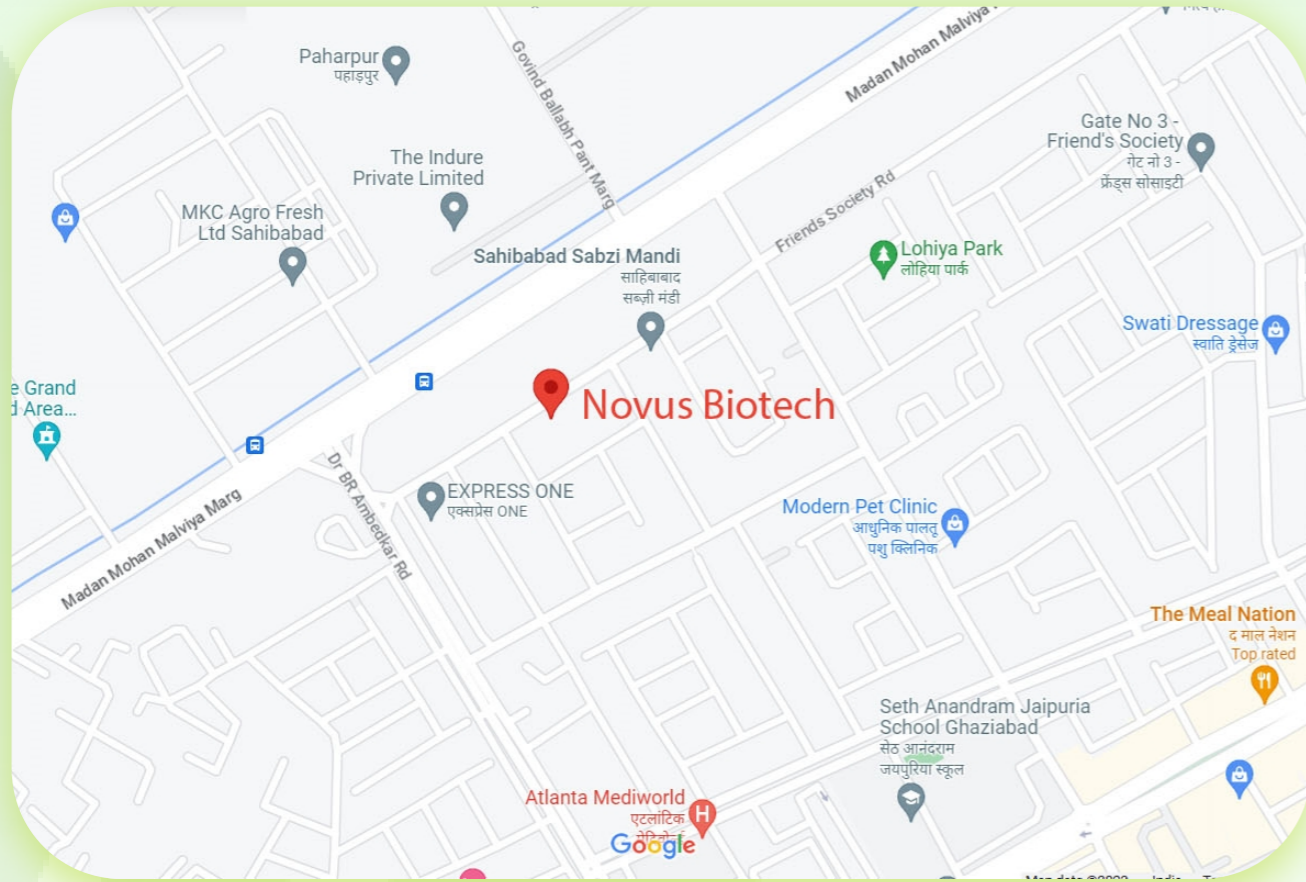 Madan Mohan Malviya
Paharpur
पहाड़पुर
Govind Ballabh Pant Marg
Gate No 3 -
Friend's Society
गेट नो 3 -
फ्रेंड्स सोसाइटी
The Indure
Private Limited
Friends Society Rd
MKC Agro Fresh
Ltd Sahibabad
Sahibabad Sabzi Mandi
साहिबाबाद
सब्ज़ी मंडी
Lohiya Park
लोहिया पार्क
Swati Dressage
स्वाति ड्रेसेज
e Grand
d Area...
Novus Biotech
EXPRESS ONE
एक्सप्रेस ONE
Dr BR Ambedkar Rd
Madan Mohan Malviya Marg
Modern Pet Clinic
आधुनिक पालतू
पशु क्लिनिक
The Meal Nation
द माल नेशन
Top rated
Seth Anandram Jaipuria
School Ghaziabad
सेठ आनंदराम
जयपुरिया स्कूल
Atlanta Mediworld
एटलांटिक
Google